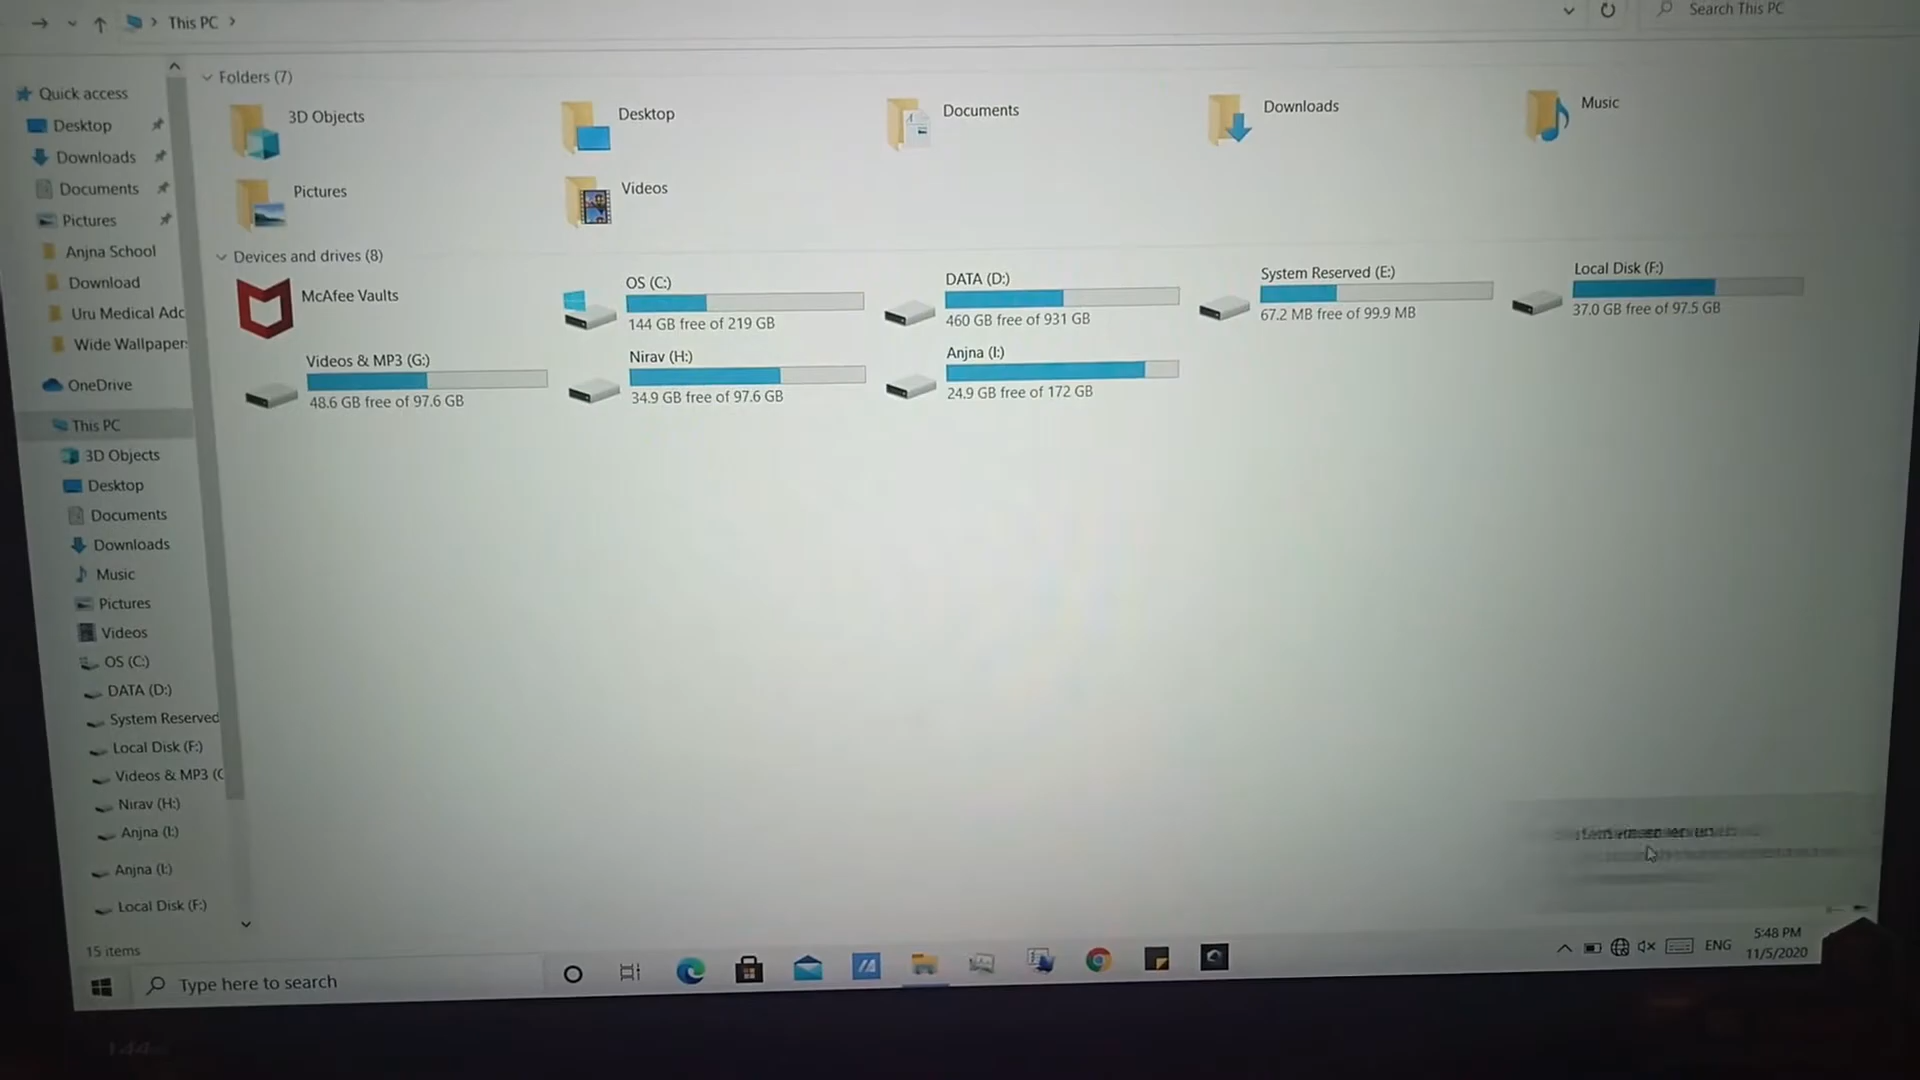 This PC
Search This PC
Quick access
Desktop
Downloads
Documents
Pictures
Anjna School
Download
Uru Medical Adc
Wide Wallpaper
OneDrive
This PC
3D Objects
Desktop
Documents
Downloads
Music
Pictures
Videos
OS (C:)
DATA (D:)
System Reserved
Local Disk (F:)
Videos & MP3 (G
Nirav (H:)
Anjna (I:)
Anjna (I:)
Local Disk (F:)
Folders (7)
3D Objects
Desktop
Documents
Downloads
Music
Pictures
Videos
Devices and drives (8)
McAfee Vaults
OS (C:)
144 GB free of 219 GB
DATA (D:)
460 GB free of 931 GB
System Reserved (E:)
67.2 MB free of 99.9 MB
Local Disk (F:)
37.0 GB free of 97.5 GB
Videos & MP3 (G:)
48.6 GB free of 97.6 GB
Nirav (H:)
34.9 GB free of 97.6 GB
Anjna (I:)
24.9 GB free of 172 GB
15 items
Type here to search
ENG
5:48 PM
11/5/2020
144